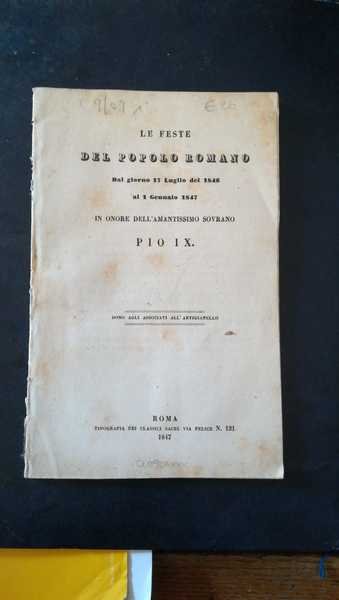 LE FESTE
DEL POPOLO ROMANO
Dal giorno 17 Luglio del 1846
al 1 Gennaio 1847
IN ONORE DELL'AMANTISSIMO SOVRANO
PIO IX.
DONO AGLI ASSOCIATI ALL'ARTIGIANELLO
ROMA
TIPOGRAFIA DEI CLASSICI SACRI VIA FELICE N. 121
1847